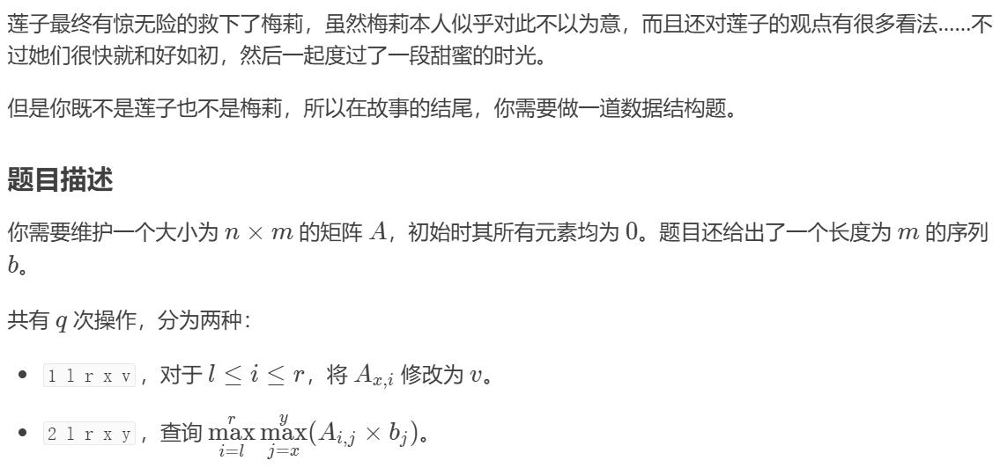 莲子最终有惊无险的救下了梅莉，虽然梅莉本人似乎对此不以为意，而且还对莲子的观点有很多看法......不
过她们很快就和好如初，然后一起度过了一段甜蜜的时光。
但是你既不是莲子也不是梅莉，所以在故事的结尾，你需要做一道数据结构题。
题目描述
你需要维护一个大小为 n × m 的矩阵 A，初始时其所有元素均为 0。题目还给出了一个长度为 m 的序列
b。
共有 q 次操作，分为两种：
• 1 l r x v ，对于 l ≤ i ≤ r，将 A_{x,i} 修改为 v。
• 2 l r x y ，查询 \max_{i=l}^{r} \max_{j=x}^{y} (A_{i,j} × b_j)。